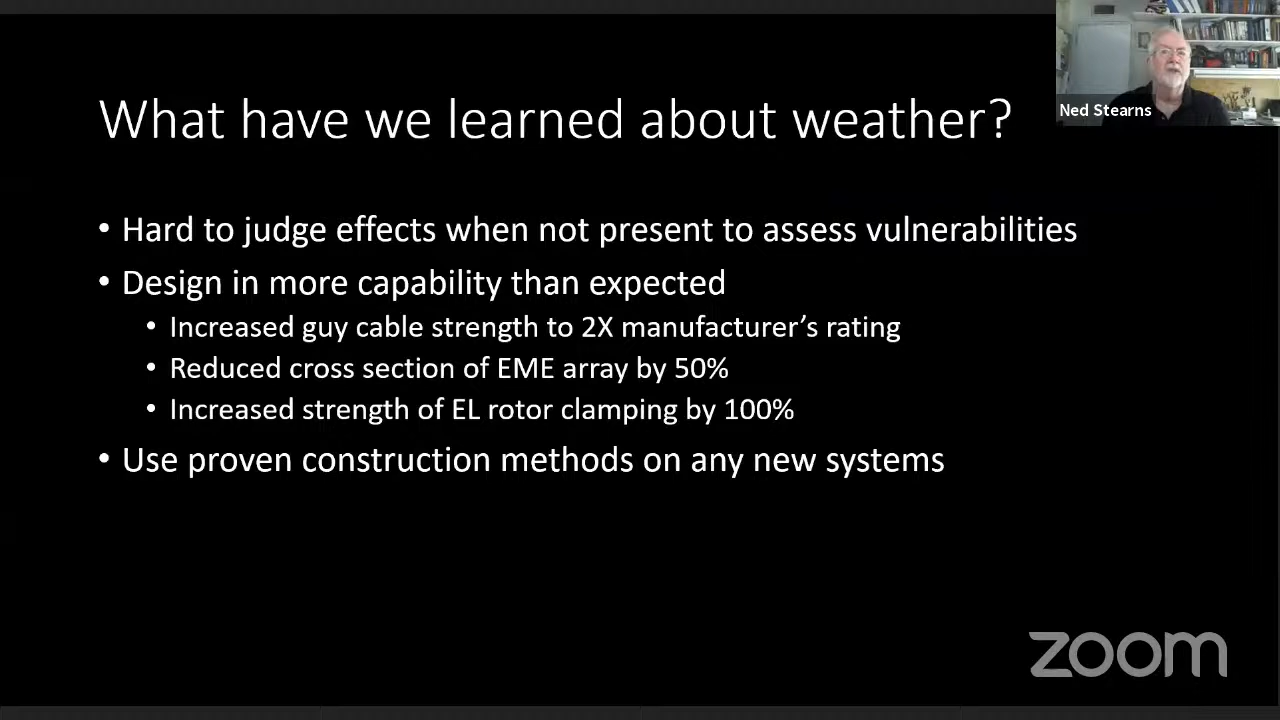 What have we learned about weather?
Ned Stearns
• Hard to judge effects when not present to assess vulnerabilities
• Design in more capability than expected
• Increased guy cable strength to 2X manufacturer’s rating
• Reduced cross section of EME array by 50%
• Increased strength of EL rotor clamping by 100%
• Use proven construction methods on any new systems
zoom